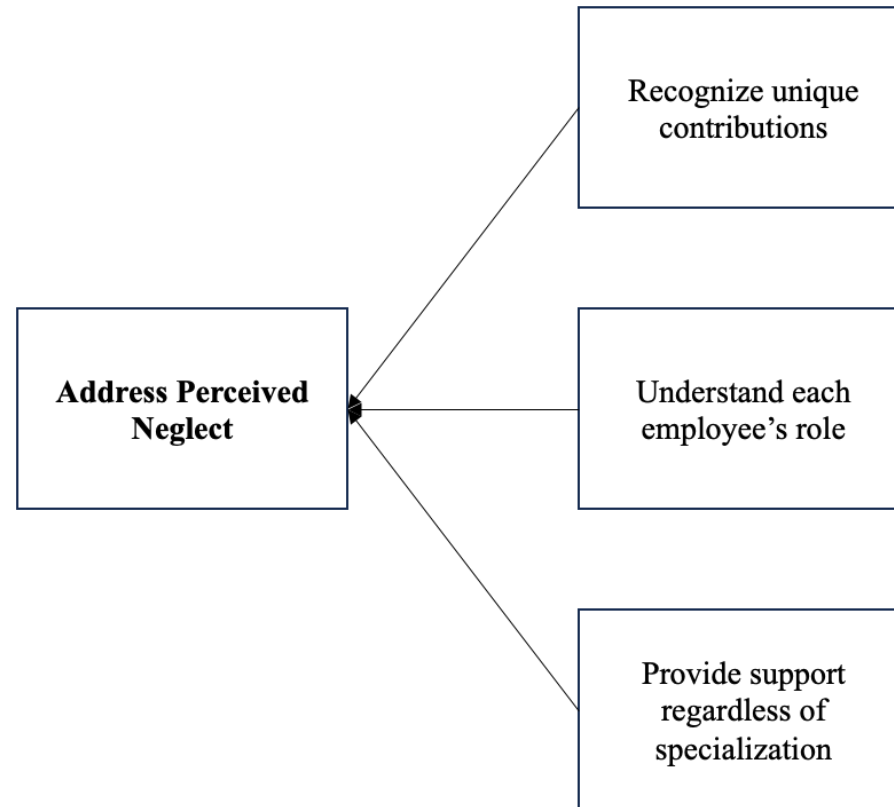 Recognize unique
contributions
Address Perceived
Neglect
Understand each
employee’s role
Provide support
regardless of
specialization